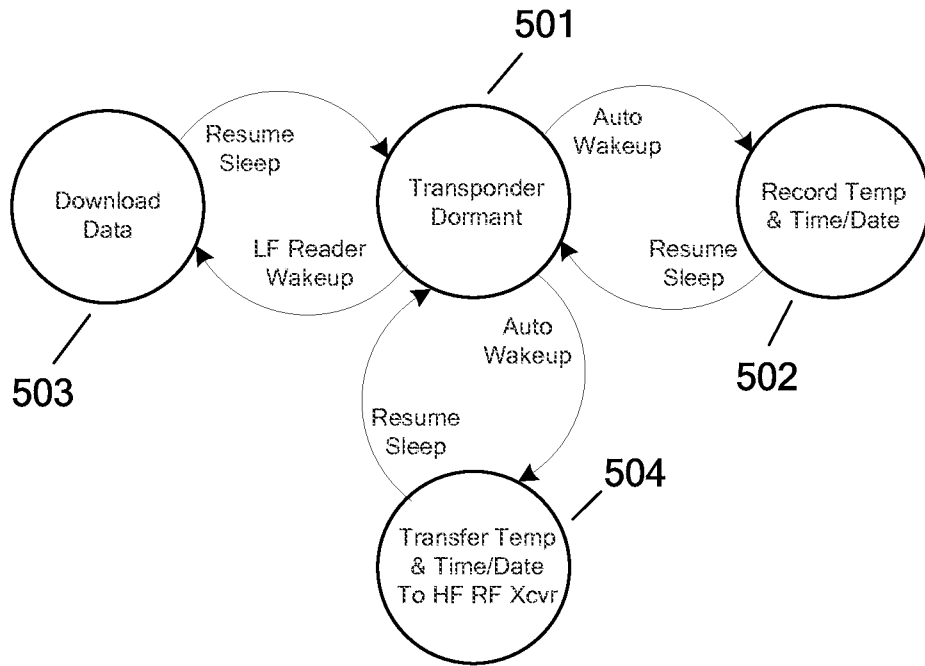 501
Resume
Sleep
Auto
Wakeup
Download
Data
Transponder
Dormant
Record Temp
& Time/Date
LF Reader
Wakeup
Resume
Sleep
503
Auto
Wakeup
502
Resume
Sleep
504
Transfer Temp
& Time/Date
To HF RF Xcvr